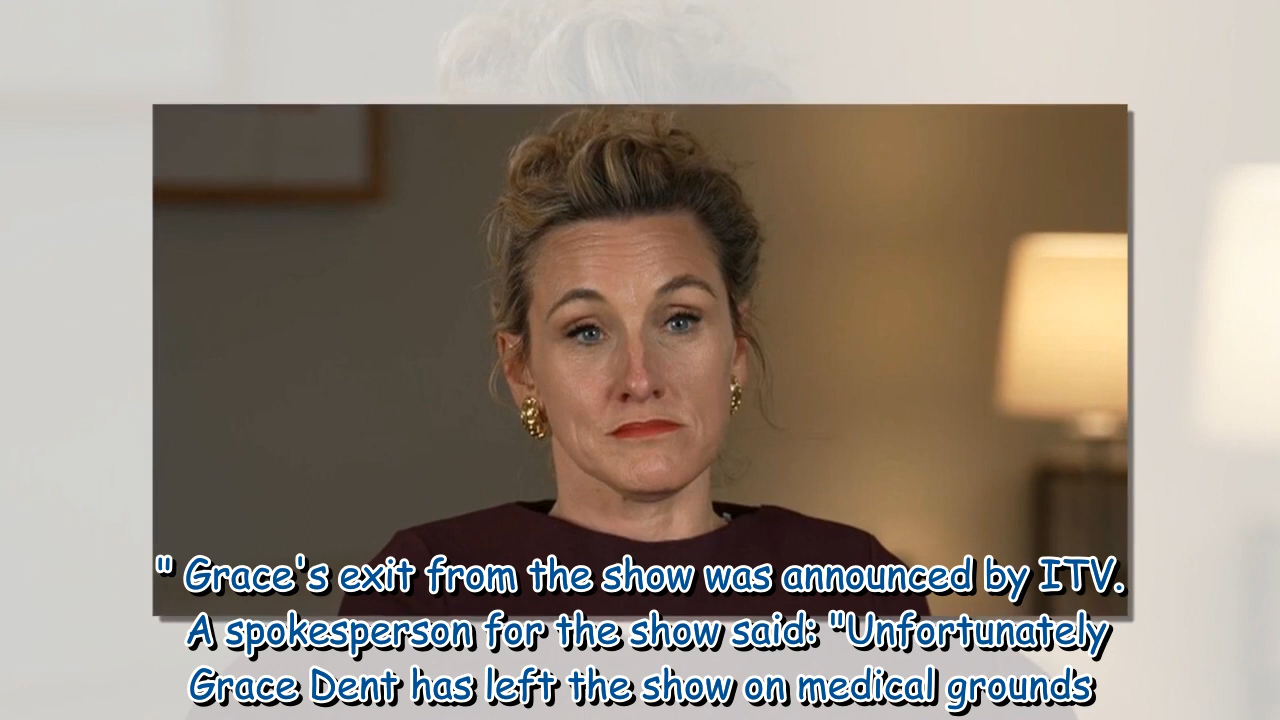 " Grace's exit from the show was announced by ITV.
A spokesperson for the show said: "Unfortunately
Grace Dent has left the show on medical grounds